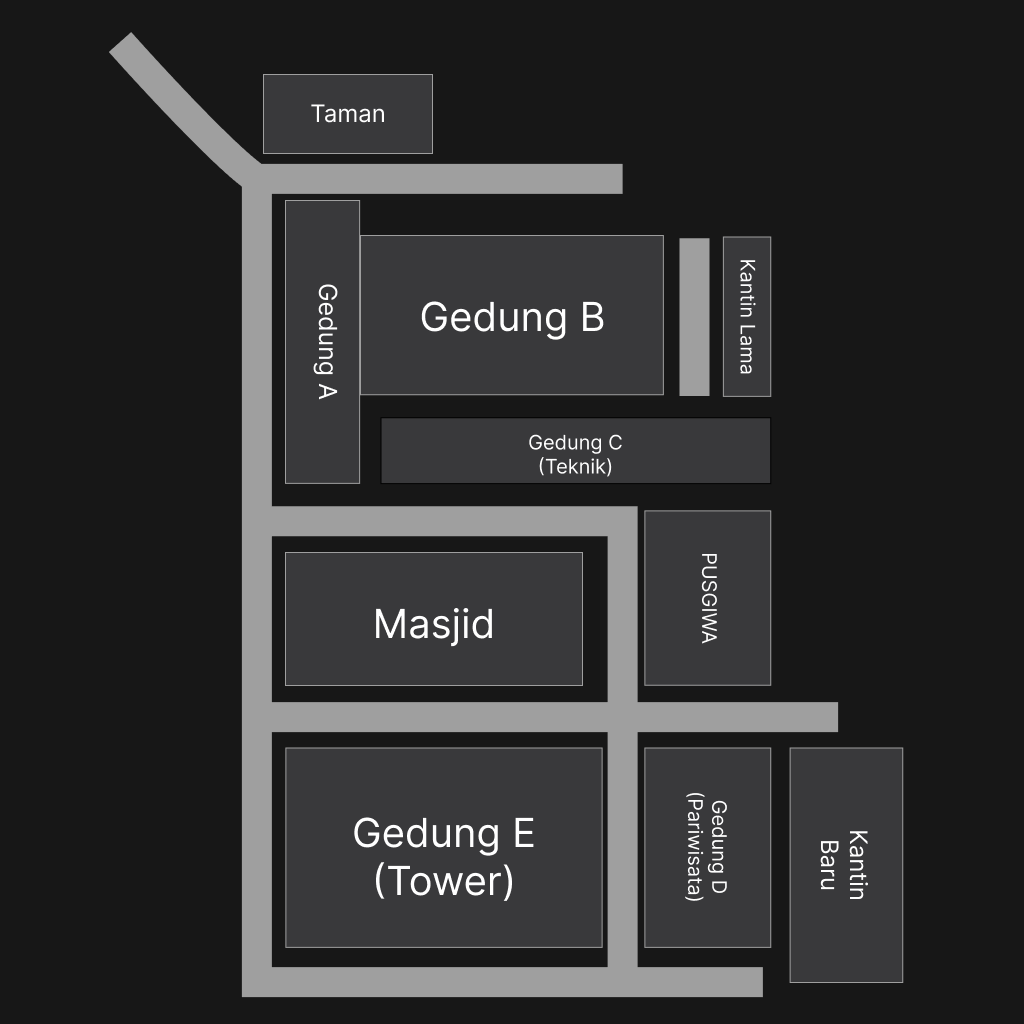 Taman
Gedung A
Gedung B
Kantin Lama
Gedung C
(Teknik)
Masjid
PUSGIWA
Gedung E
(Tower)
Gedung D
(Pariwisata)
Kantin
Baru